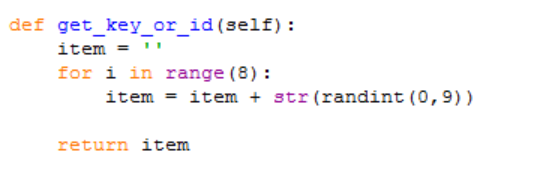 def get_key_or_id(self):
    item = ''
    for i in range(8):
        item = item + str(randint(0,9))

    return item